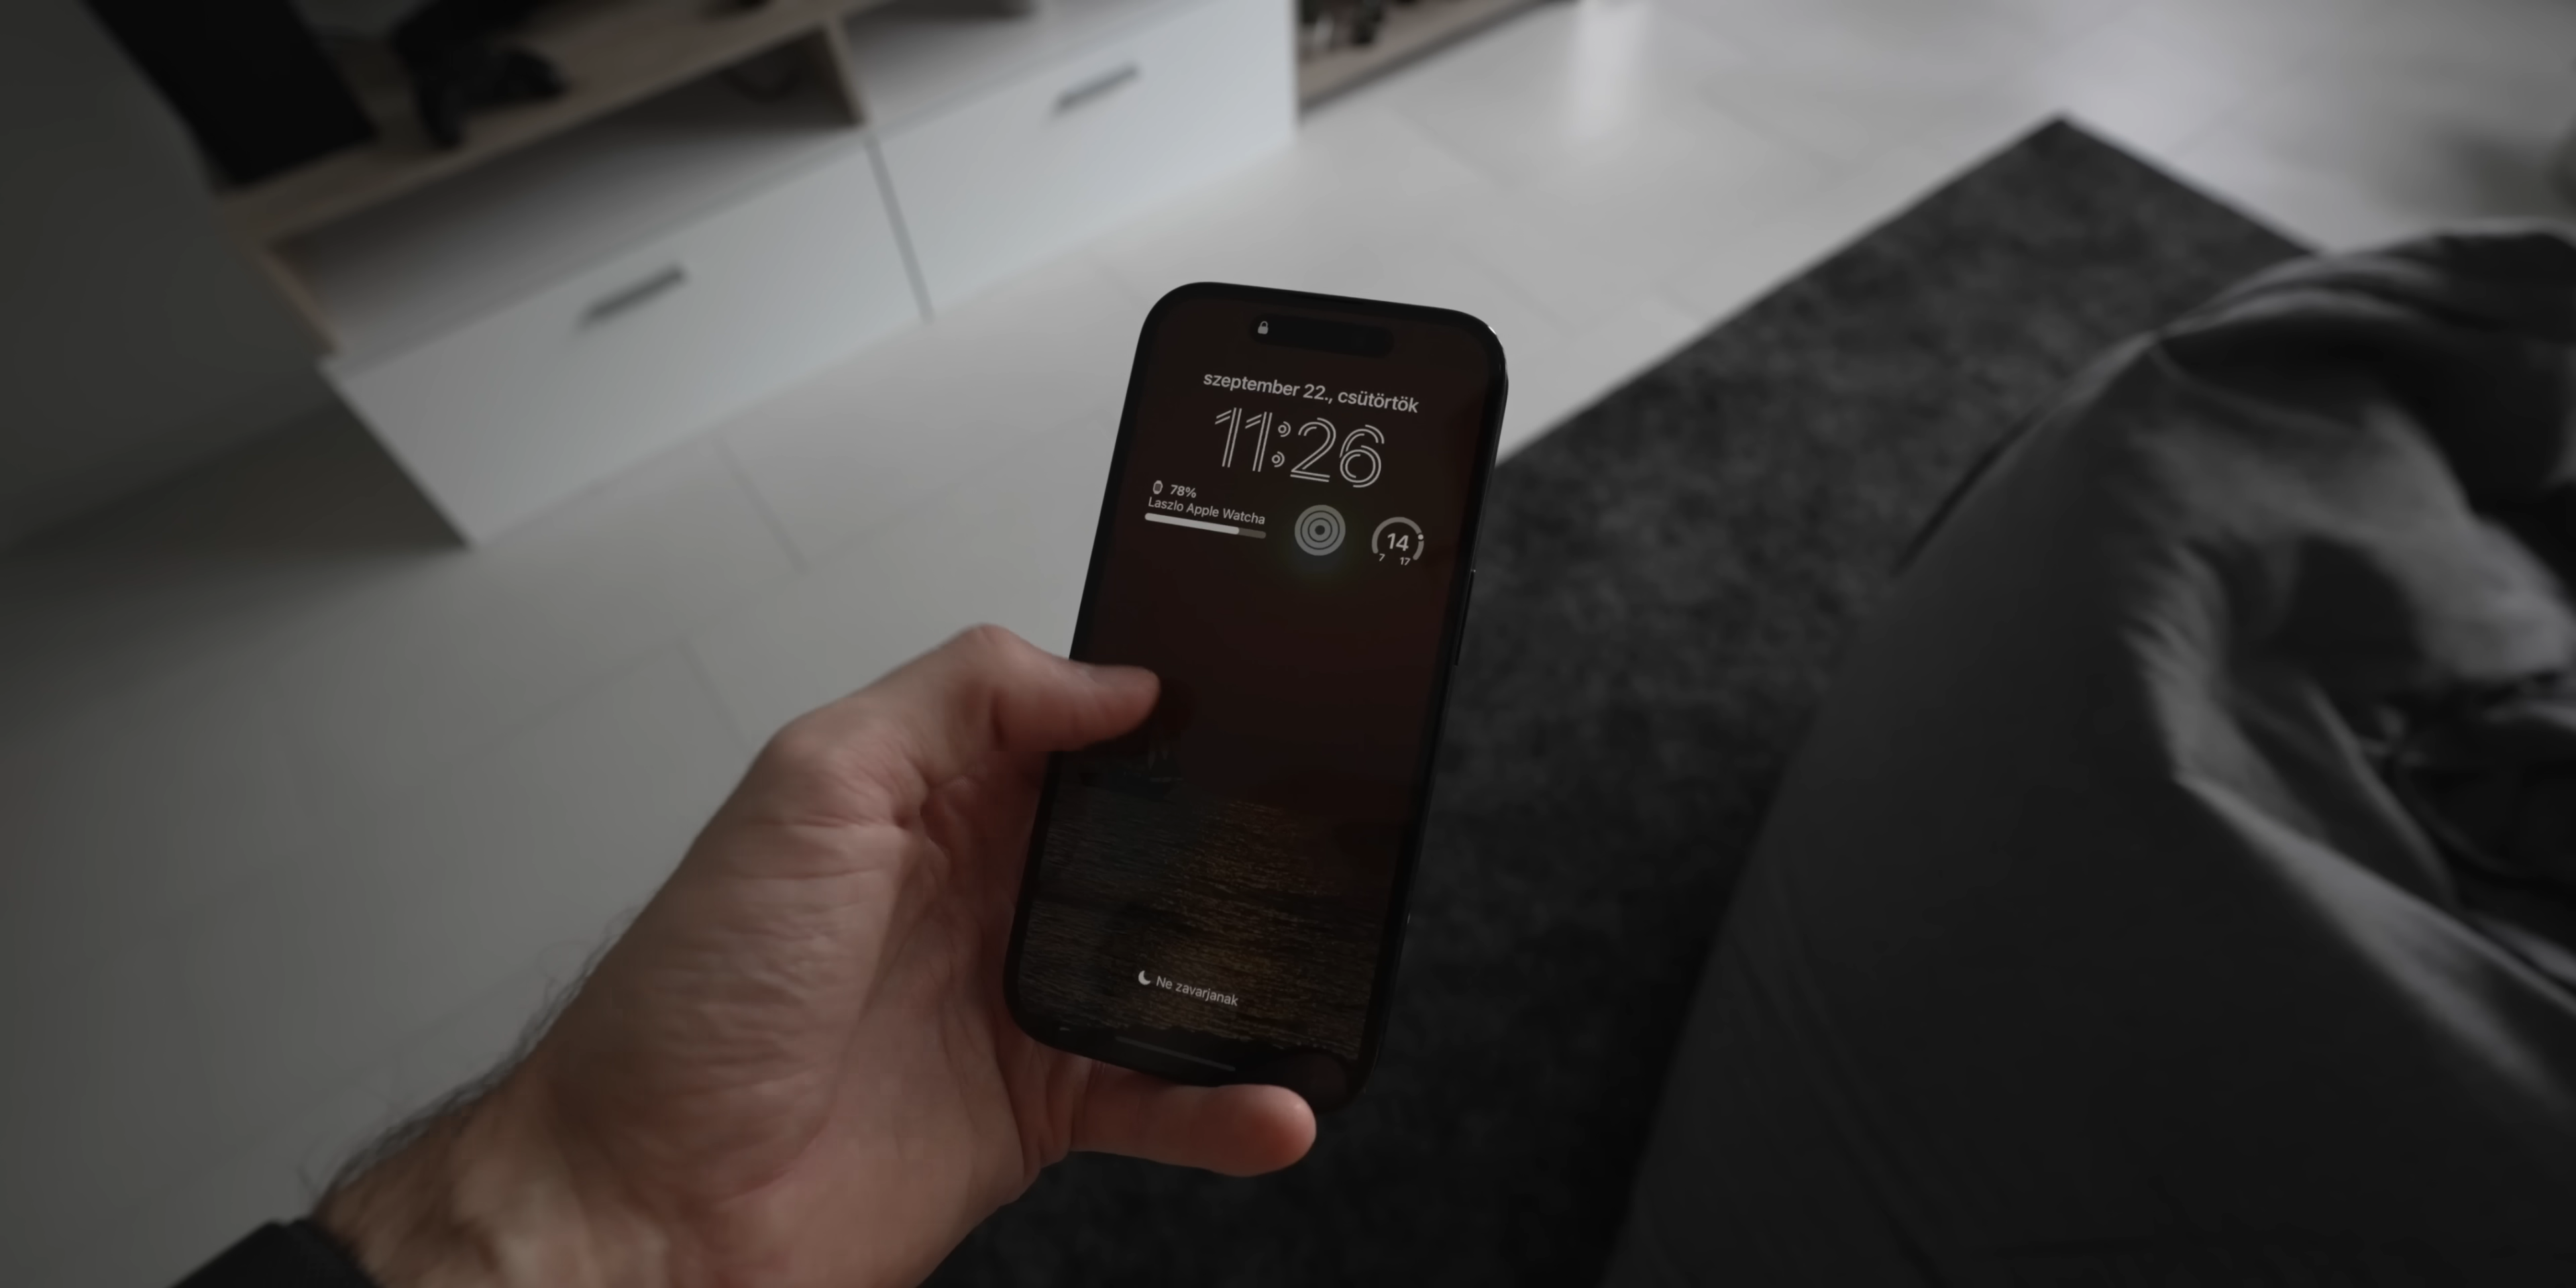 szeptember 22., csütörtök
11:26
78%
Laszlo Apple Watcha
14
7 17
Ne zavarjanak